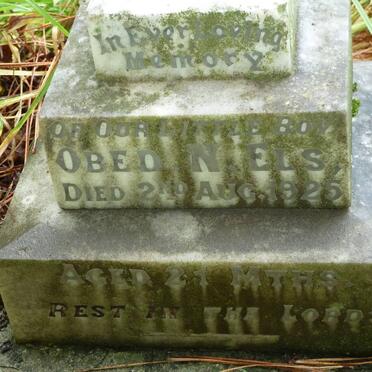 In Ever Loving
Memory
OF OUR LITTLE BOY
OBED N. ELS,
DIED 2ND AUG. 1925
AGED 21 MTHS.
REST IN THE LORD